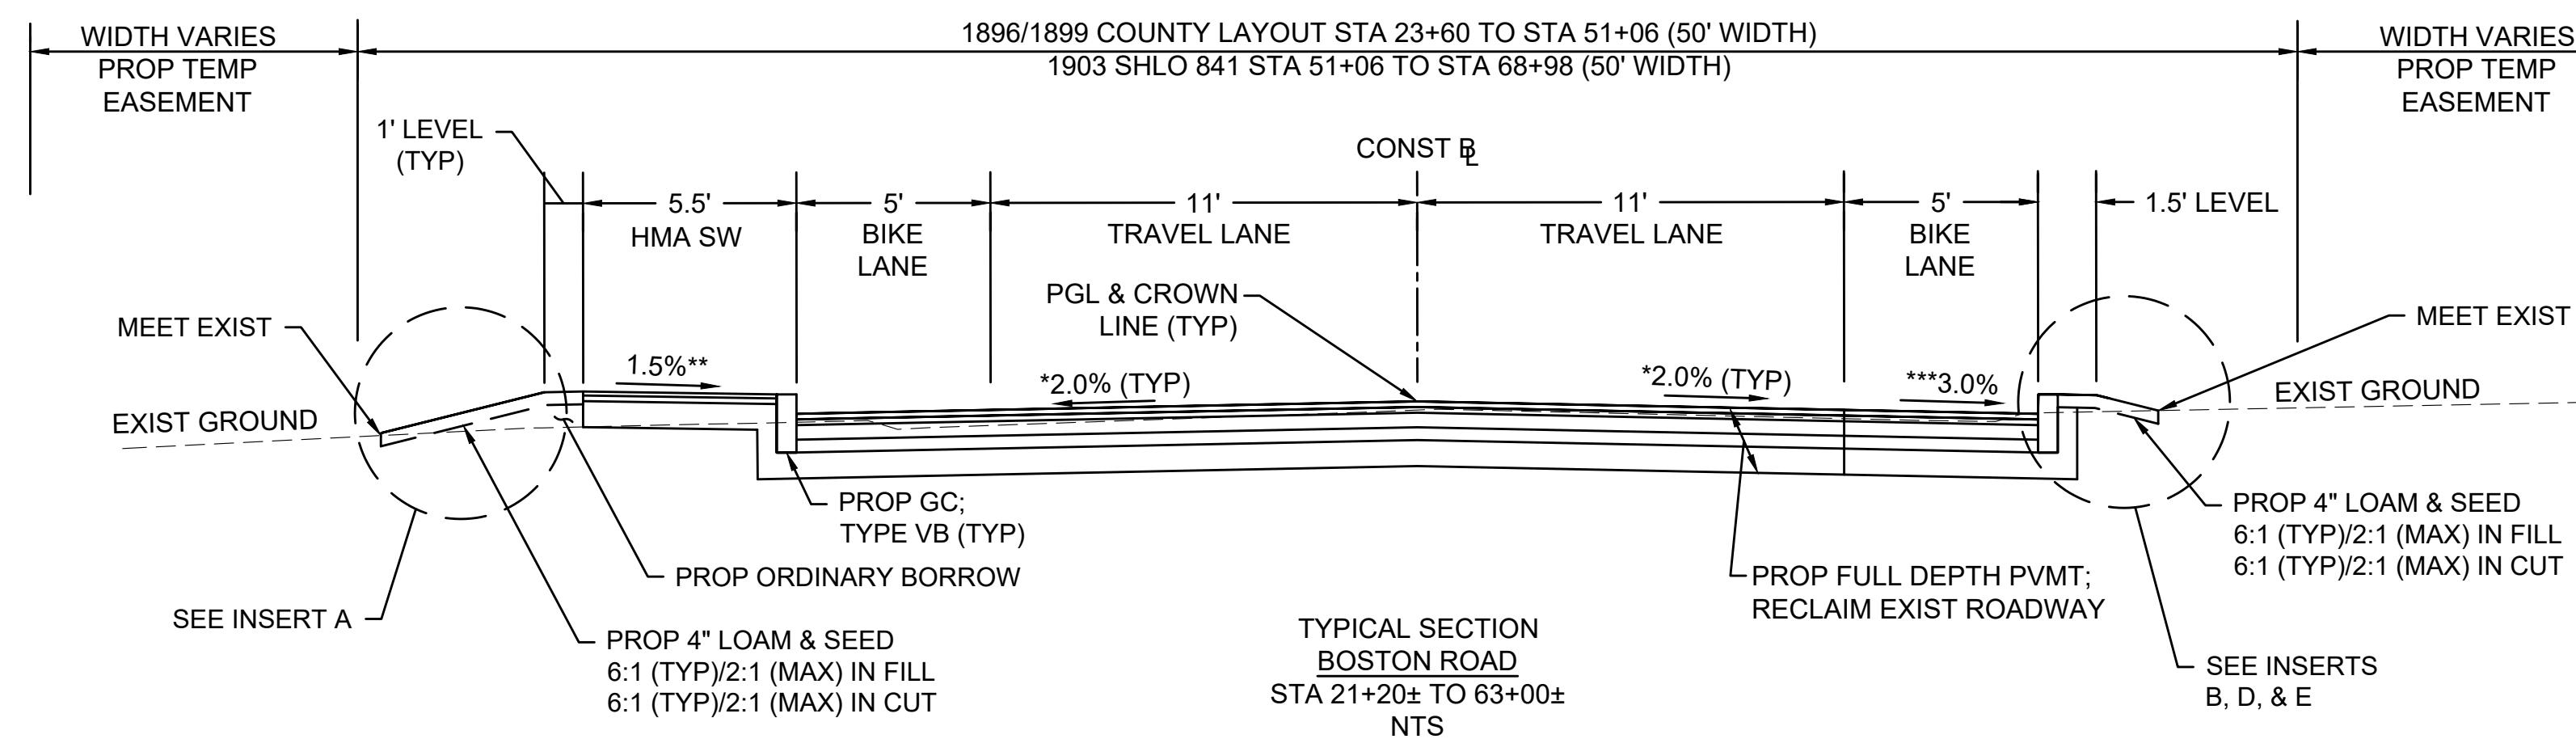 WIDTH VARIES
PROP TEMP
EASEMENT
1896/1899 COUNTY LAYOUT STA 23+60 TO STA 51+06 (50' WIDTH)
1903 SHLO 841 STA 51+06 TO STA 68+98 (50' WIDTH)
WIDTH VARIES
PROP TEMP
EASEMENT
1' LEVEL
(TYP)
CONST BL
5.5'
HMA SW
5'
BIKE
LANE
11'
TRAVEL LANE
11'
TRAVEL LANE
5'
BIKE
LANE
1.5' LEVEL
PGL & CROWN
LINE (TYP)
MEET EXIST
MEET EXIST
1.5%**
*2.0% (TYP)
*2.0% (TYP)
***3.0%
EXIST GROUND
EXIST GROUND
PROP GC;
TYPE VB (TYP)
PROP ORDINARY BORROW
SEE INSERT A
PROP 4" LOAM & SEED
6:1 (TYP)/2:1 (MAX) IN FILL
6:1 (TYP)/2:1 (MAX) IN CUT
PROP FULL DEPTH PVMT;
RECLAIM EXIST ROADWAY
PROP 4" LOAM & SEED
6:1 (TYP)/2:1 (MAX) IN FILL
6:1 (TYP)/2:1 (MAX) IN CUT
SEE INSERTS
B, D, & E
TYPICAL SECTION
BOSTON ROAD
STA 21+20± TO 63+00±
NTS